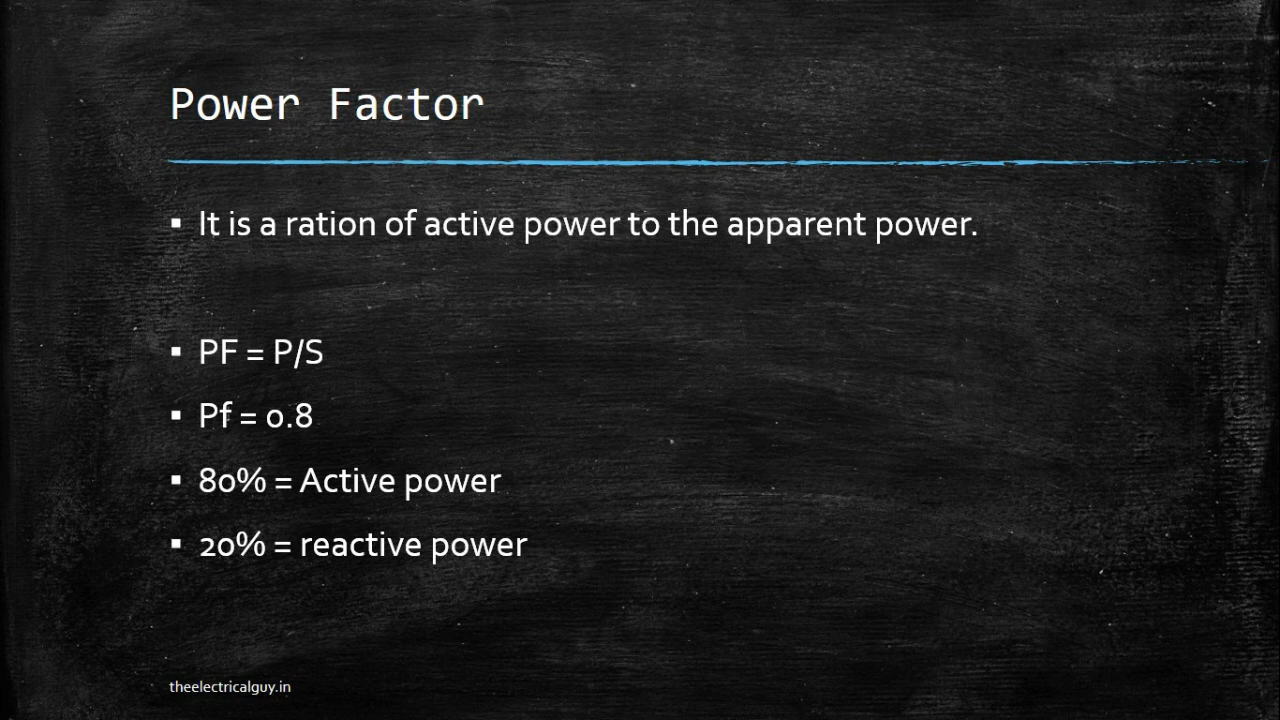 Power Factor
▪ It is a ration of active power to the apparent power.
▪ PF = P/S
▪ Pf = 0.8
▪ 80% = Active power
▪ 20% = reactive power
theelectricalguy.in